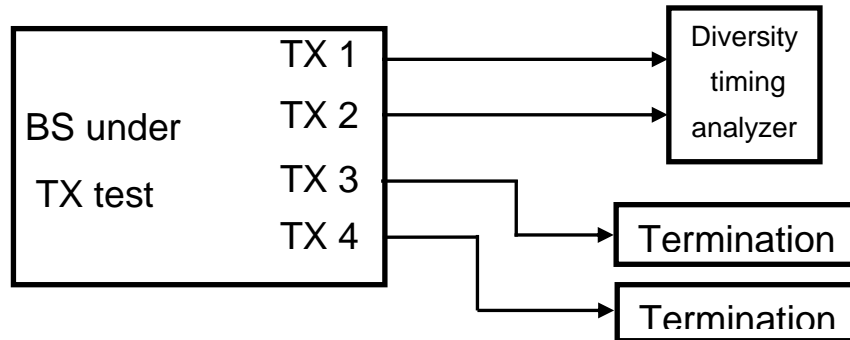 TX 1
TX 2
BS under
TX test
TX 3
TX 4
Diversity
timing
analyzer
Termination
Termination